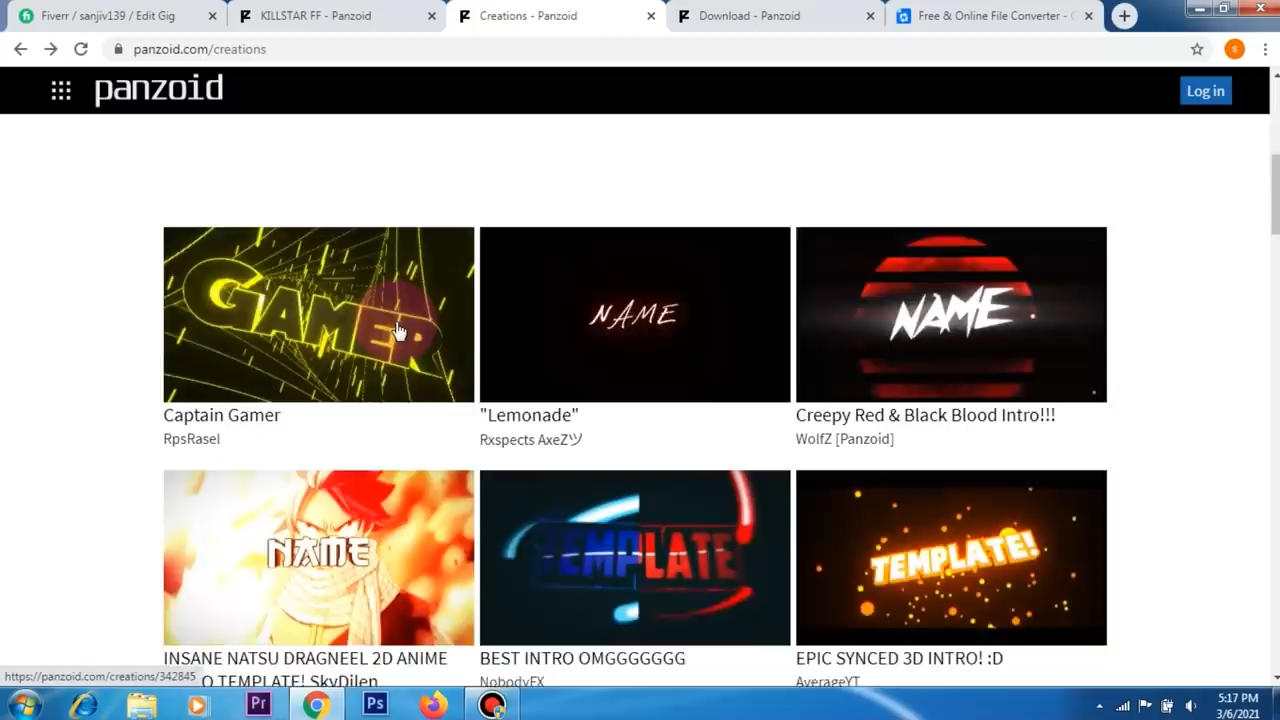 Fiverr / sanjiv139 / Edit Gig
KILLSTAR FF - Panzoid
Creations - Panzoid
Download - Panzoid
Free & Online File Converter -
panzoid.com/creations
S
panzoid
Log in
GAMER
NAME
NAME
Captain Gamer
"Lemonade"
Creepy Red & Black Blood Intro!!!
RpsRasel
Rxspects AxeZツ
WolfZ [Panzoid]
NAME
TEMPLATE
TEMPLATE!
INSANE NATSU DRAGNEEL 2D ANIME
BEST INTRO OMGGGGGGG
EPIC SYNCED 3D INTRO! :D
O TEMPLATE! SkyDilen
NobodyFX
AverageYT
https://panzoid.com/creations/342845
Pr
Ps
5:17 PM
3/6/2021